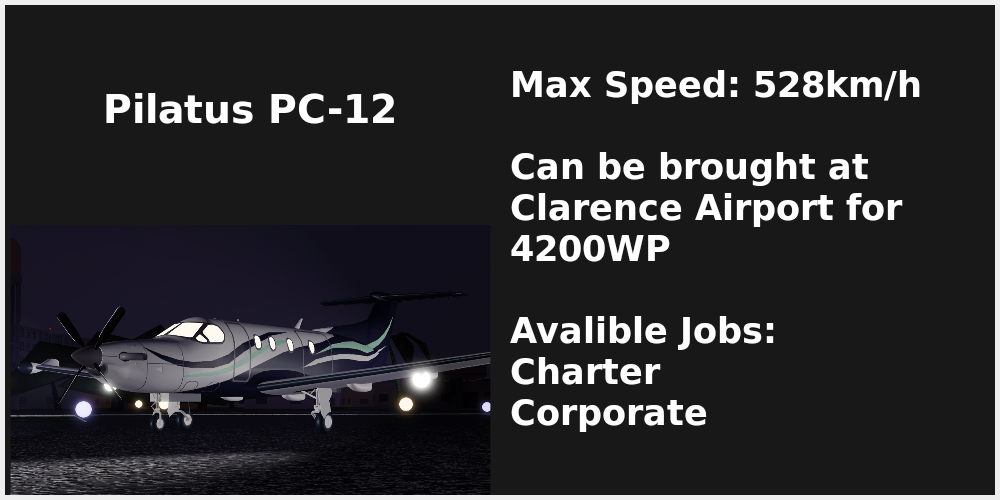 Pilatus PC-12
Max Speed: 528km/h
Can be brought at
Clarence Airport for
4200WP
Avalible Jobs:
Charter
Corporate